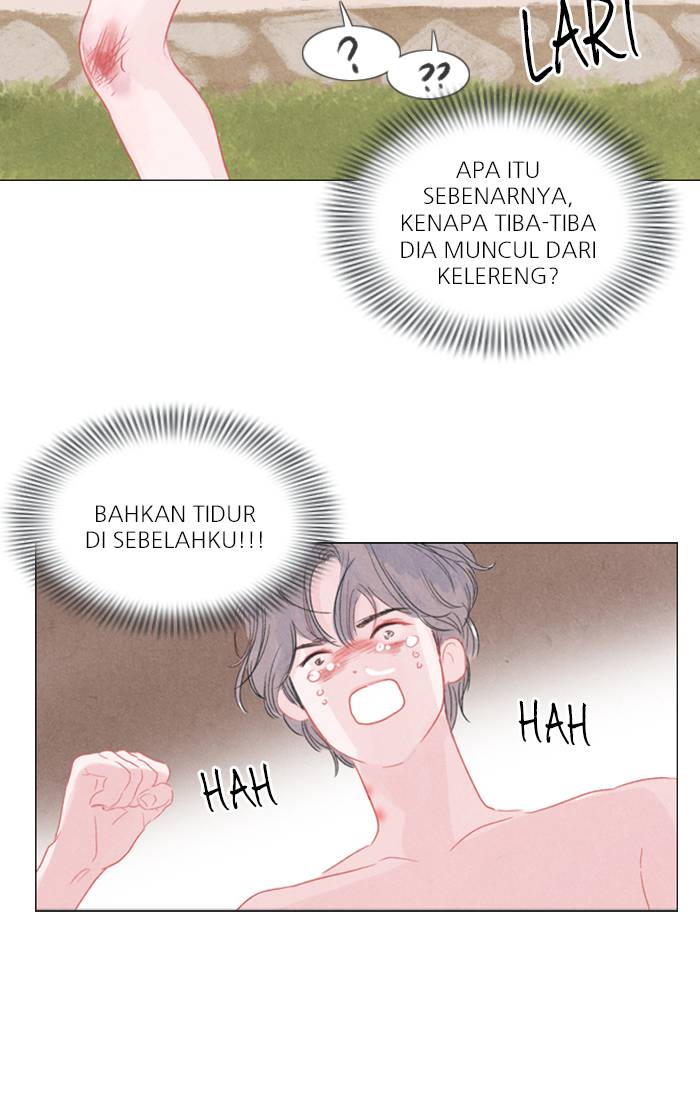 ?
??
LARI
APA ITU
SEBENARNYA,
KENAPA TIBA-TIBA
DIA MUNCUL DARI
KELERENG?
BAHKAN TIDUR
DI SEBELAHKU!!!
HAH
HAH